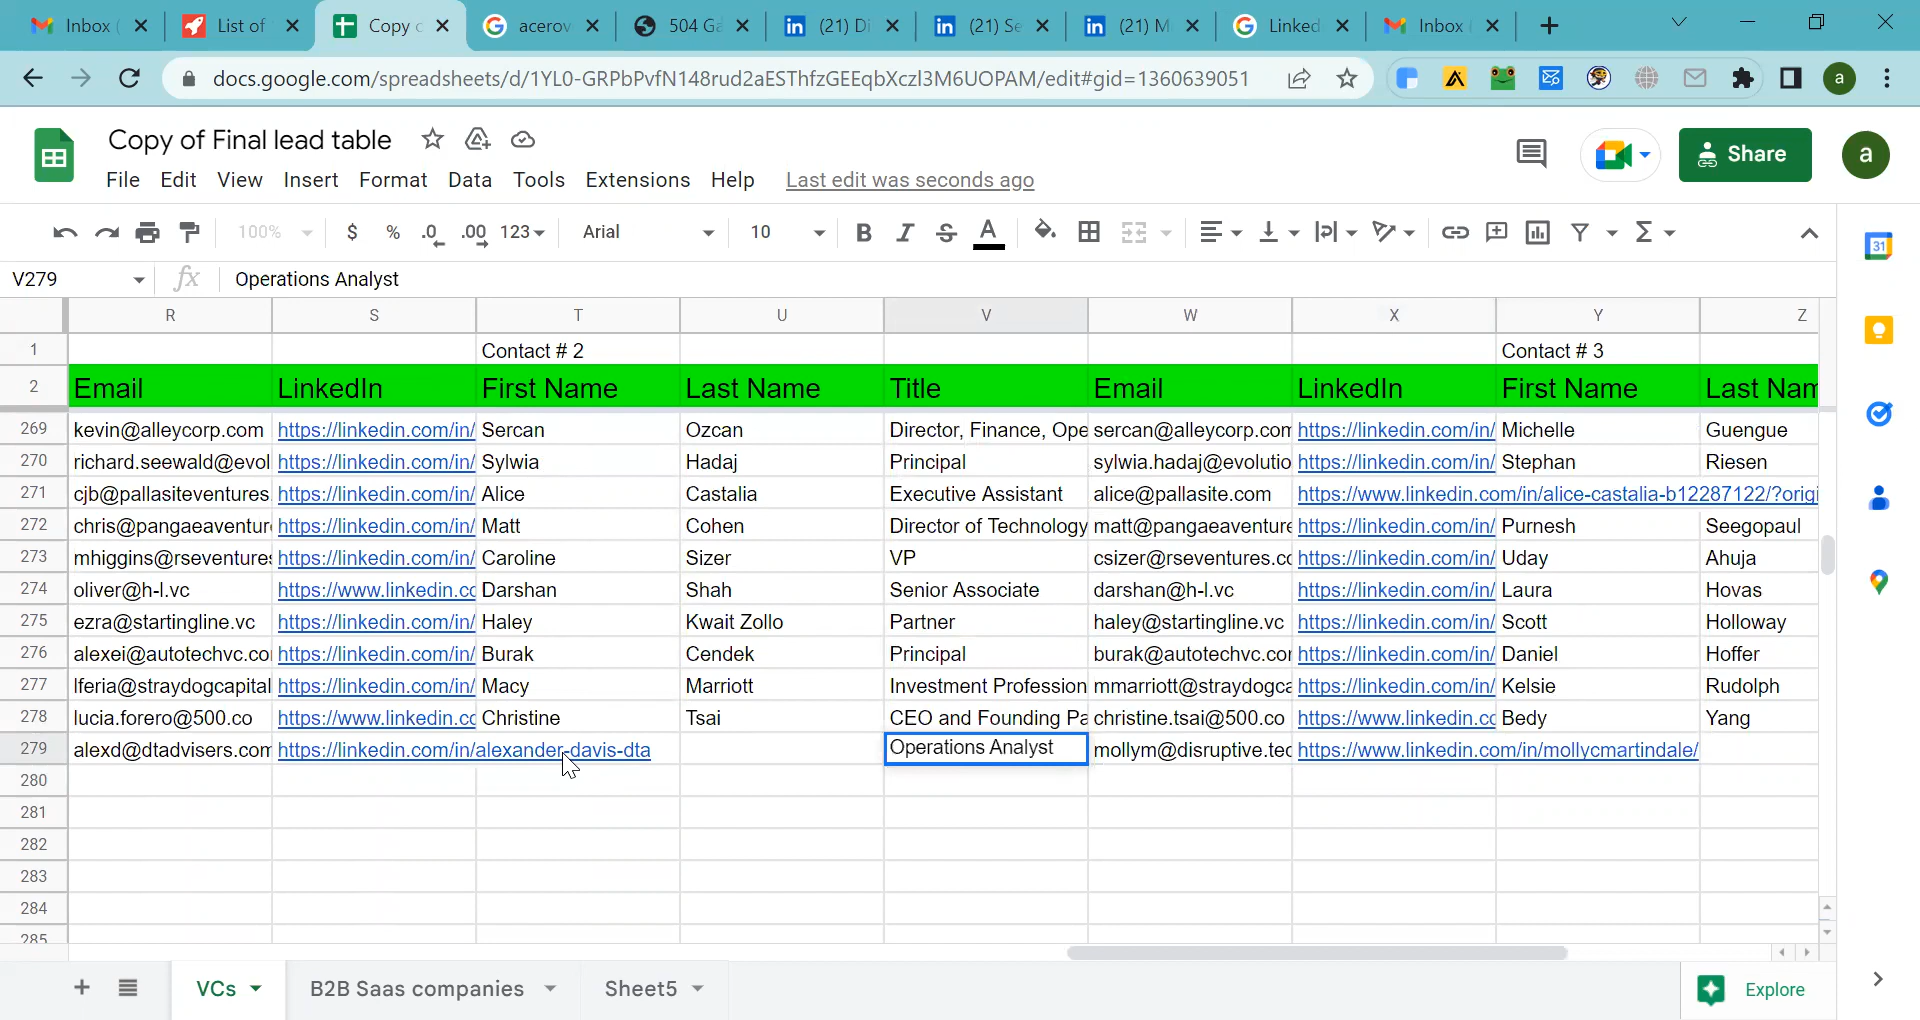 Inbox (
List of
Copy o
acerov
504 Ga
(21) Di
(21) Se
(21) M
Linked
Inbox (
docs.google.com/spreadsheets/d/1YL0-GRPbPvfN148rud2aESThfzGEEqbXczl3M6UOPAM/edit#gid=1360639051
a
Copy of Final lead table
Share
a
File Edit View Insert Format Data Tools Extensions Help Last edit was seconds ago
100% $ % .0 .00 123 Arial 10 B I S A
31
V279 fx Operations Analyst
R S T U V W X Y Z
1 Contact # 2 Contact # 3
2 Email LinkedIn First Name Last Name Title Email LinkedIn First Name Last Nam
269 kevin@alleycorp.com https://linkedin.com/in/ Sercan Ozcan Director, Finance, Ope sercan@alleycorp.com https://linkedin.com/in/ Michelle Guengue
270 richard.seewald@evol https://linkedin.com/in/ Sylwia Hadaj Principal sylwia.hadaj@evolutio https://linkedin.com/in/ Stephan Riesen
271 cjb@pallasiteventures. https://linkedin.com/in/ Alice Castalia Executive Assistant alice@pallasite.com https://www.linkedin.com/in/alice-castalia-b12287122/?origi
272 chris@pangaeaventur https://linkedin.com/in/ Matt Cohen Director of Technology matt@pangaeaventure https://linkedin.com/in/ Purnesh Seegopaul
273 mhiggins@rseventures https://linkedin.com/in/ Caroline Sizer VP csizer@rseventures.co https://linkedin.com/in/ Uday Ahuja
274 oliver@h-l.vc https://www.linkedin.co Darshan Shah Senior Associate darshan@h-l.vc https://linkedin.com/in/ Laura Hovas
275 ezra@startingline.vc https://linkedin.com/in/ Haley Kwait Zollo Partner haley@startingline.vc https://linkedin.com/in/ Scott Holloway
276 alexei@autotechvc.co https://linkedin.com/in/ Burak Cendek Principal burak@autotechvc.cor https://linkedin.com/in/ Daniel Hoffer
277 lferia@straydogcapital https://linkedin.com/in/ Macy Marriott Investment Profession mmarriott@straydogca https://linkedin.com/in/ Kelsie Rudolph
278 lucia.forero@500.co https://www.linkedin.co Christine Tsai CEO and Founding Pa christine.tsai@500.co https://www.linkedin.co Bedy Yang
279 alexd@dtadvisers.com https://linkedin.com/in/alexander-davis-dta Operations Analyst mollym@disruptive.tec https://www.linkedin.com/in/mollycmartindale/
280
281
282
283
284
285
VCs B2B Saas companies Sheet5 Explore